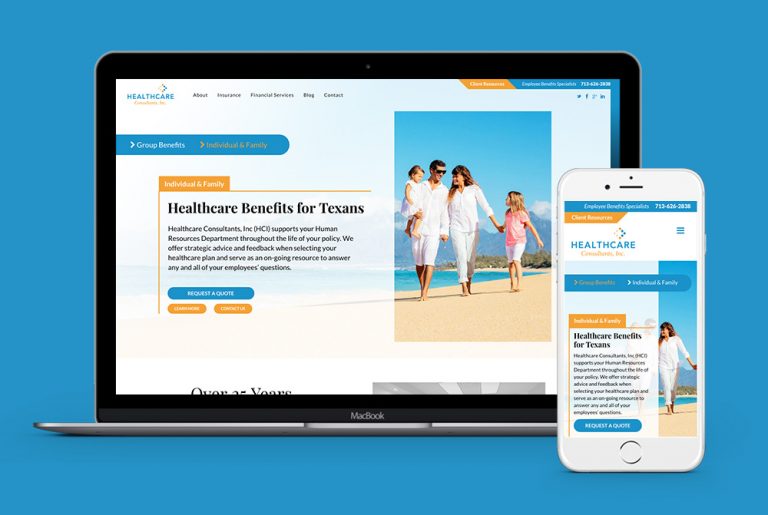 Client Resources
Employee Benefits Specialists 713-626-2838
HEALTHCARE
Consultants, Inc.
About Insurance Financial Services Blog Contact
Group Benefits Individual & Family
Individual & Family
Healthcare Benefits for Texans
Healthcare Consultants, Inc (HCI) supports your Human
Resources Department throughout the life of your policy. We
offer strategic advice and feedback when selecting your
healthcare plan and serve as an on-going resource to answer
any and all of your employees' questions.
REQUEST A QUOTE
LEARN MORE CONTACT US
Over 25 Years
MacBook
Employee Benefits Specialists 713-626-2838
Client Resources
HEALTHCARE
Consultants, Inc.
Group Benefits Individual & Family
Individual & Family
Healthcare Benefits
for Texans
Healthcare Consultants, Inc (HCI)
supports your Human Resources
Department throughout the life of
your policy. We offer strategic
advice and feedback when
selecting your healthcare plan and
serve as an on-going resource to
answer any and all of your
employees' questions.
REQUEST A QUOTE